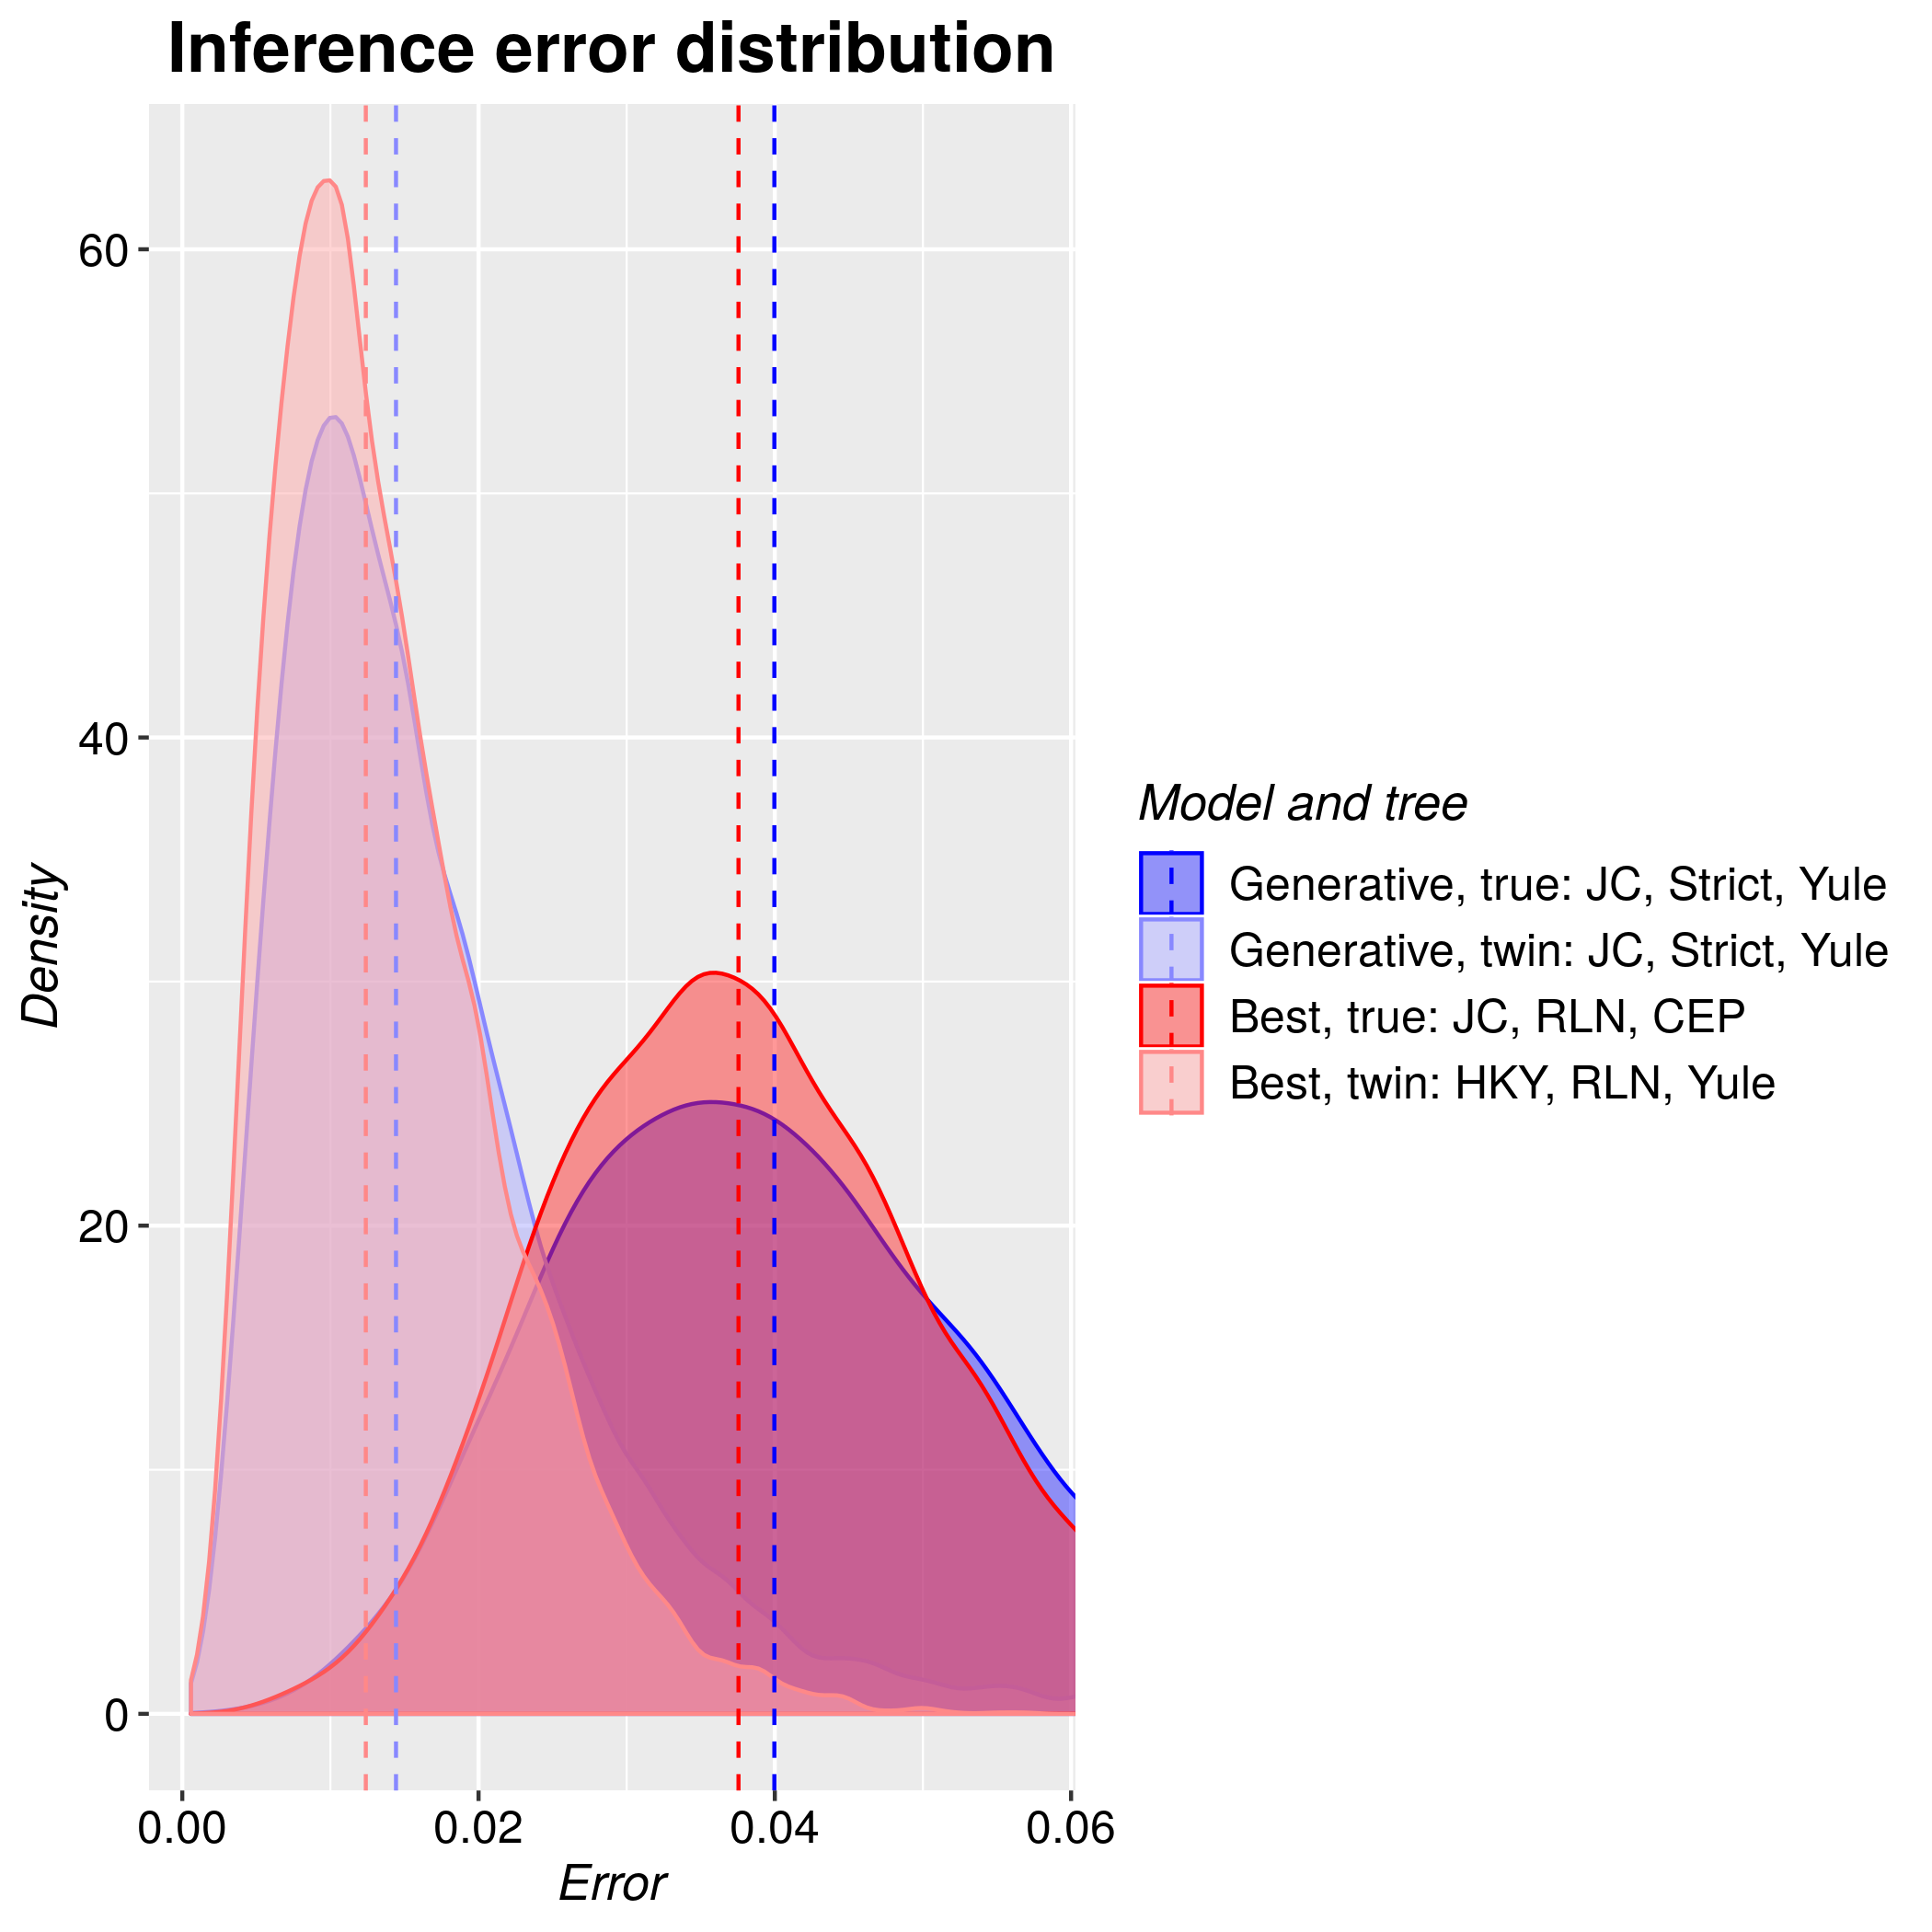 Inference error distribution
60
40
20
0
Density
0.00 0.02 0.04 0.06
Error
Model and tree
Generative, true: JC, Strict, Yule
Generative, twin: JC, Strict, Yule
Best, true: JC, RLN, CEP
Best, twin: HKY, RLN, Yule